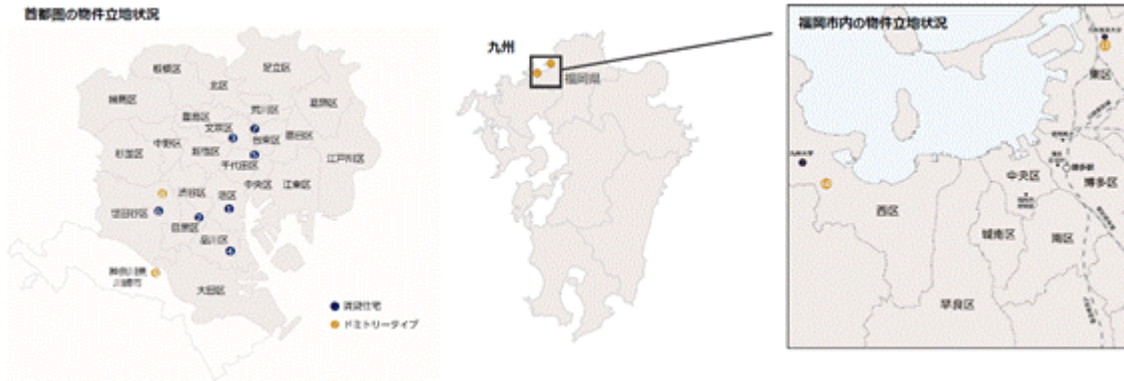 首都圏の物件立地状況
板橋区
足立区
北区
練馬区
葛飾区
荒川区
豊島区
文京区
台東区
墨田区
中野区
杉並区
新宿区
千代田区
江戸川区
渋谷区
中央区
江東区
港区
世田谷区
目黒区
品川区
神奈川県
川崎市
大田区
賃貸住宅
ドミトリータイプ
九州
福岡県
福岡市内の物件立地状況
東区
九州大学
博多駅
中央区
博多区
西区
城南区
南区
早良区